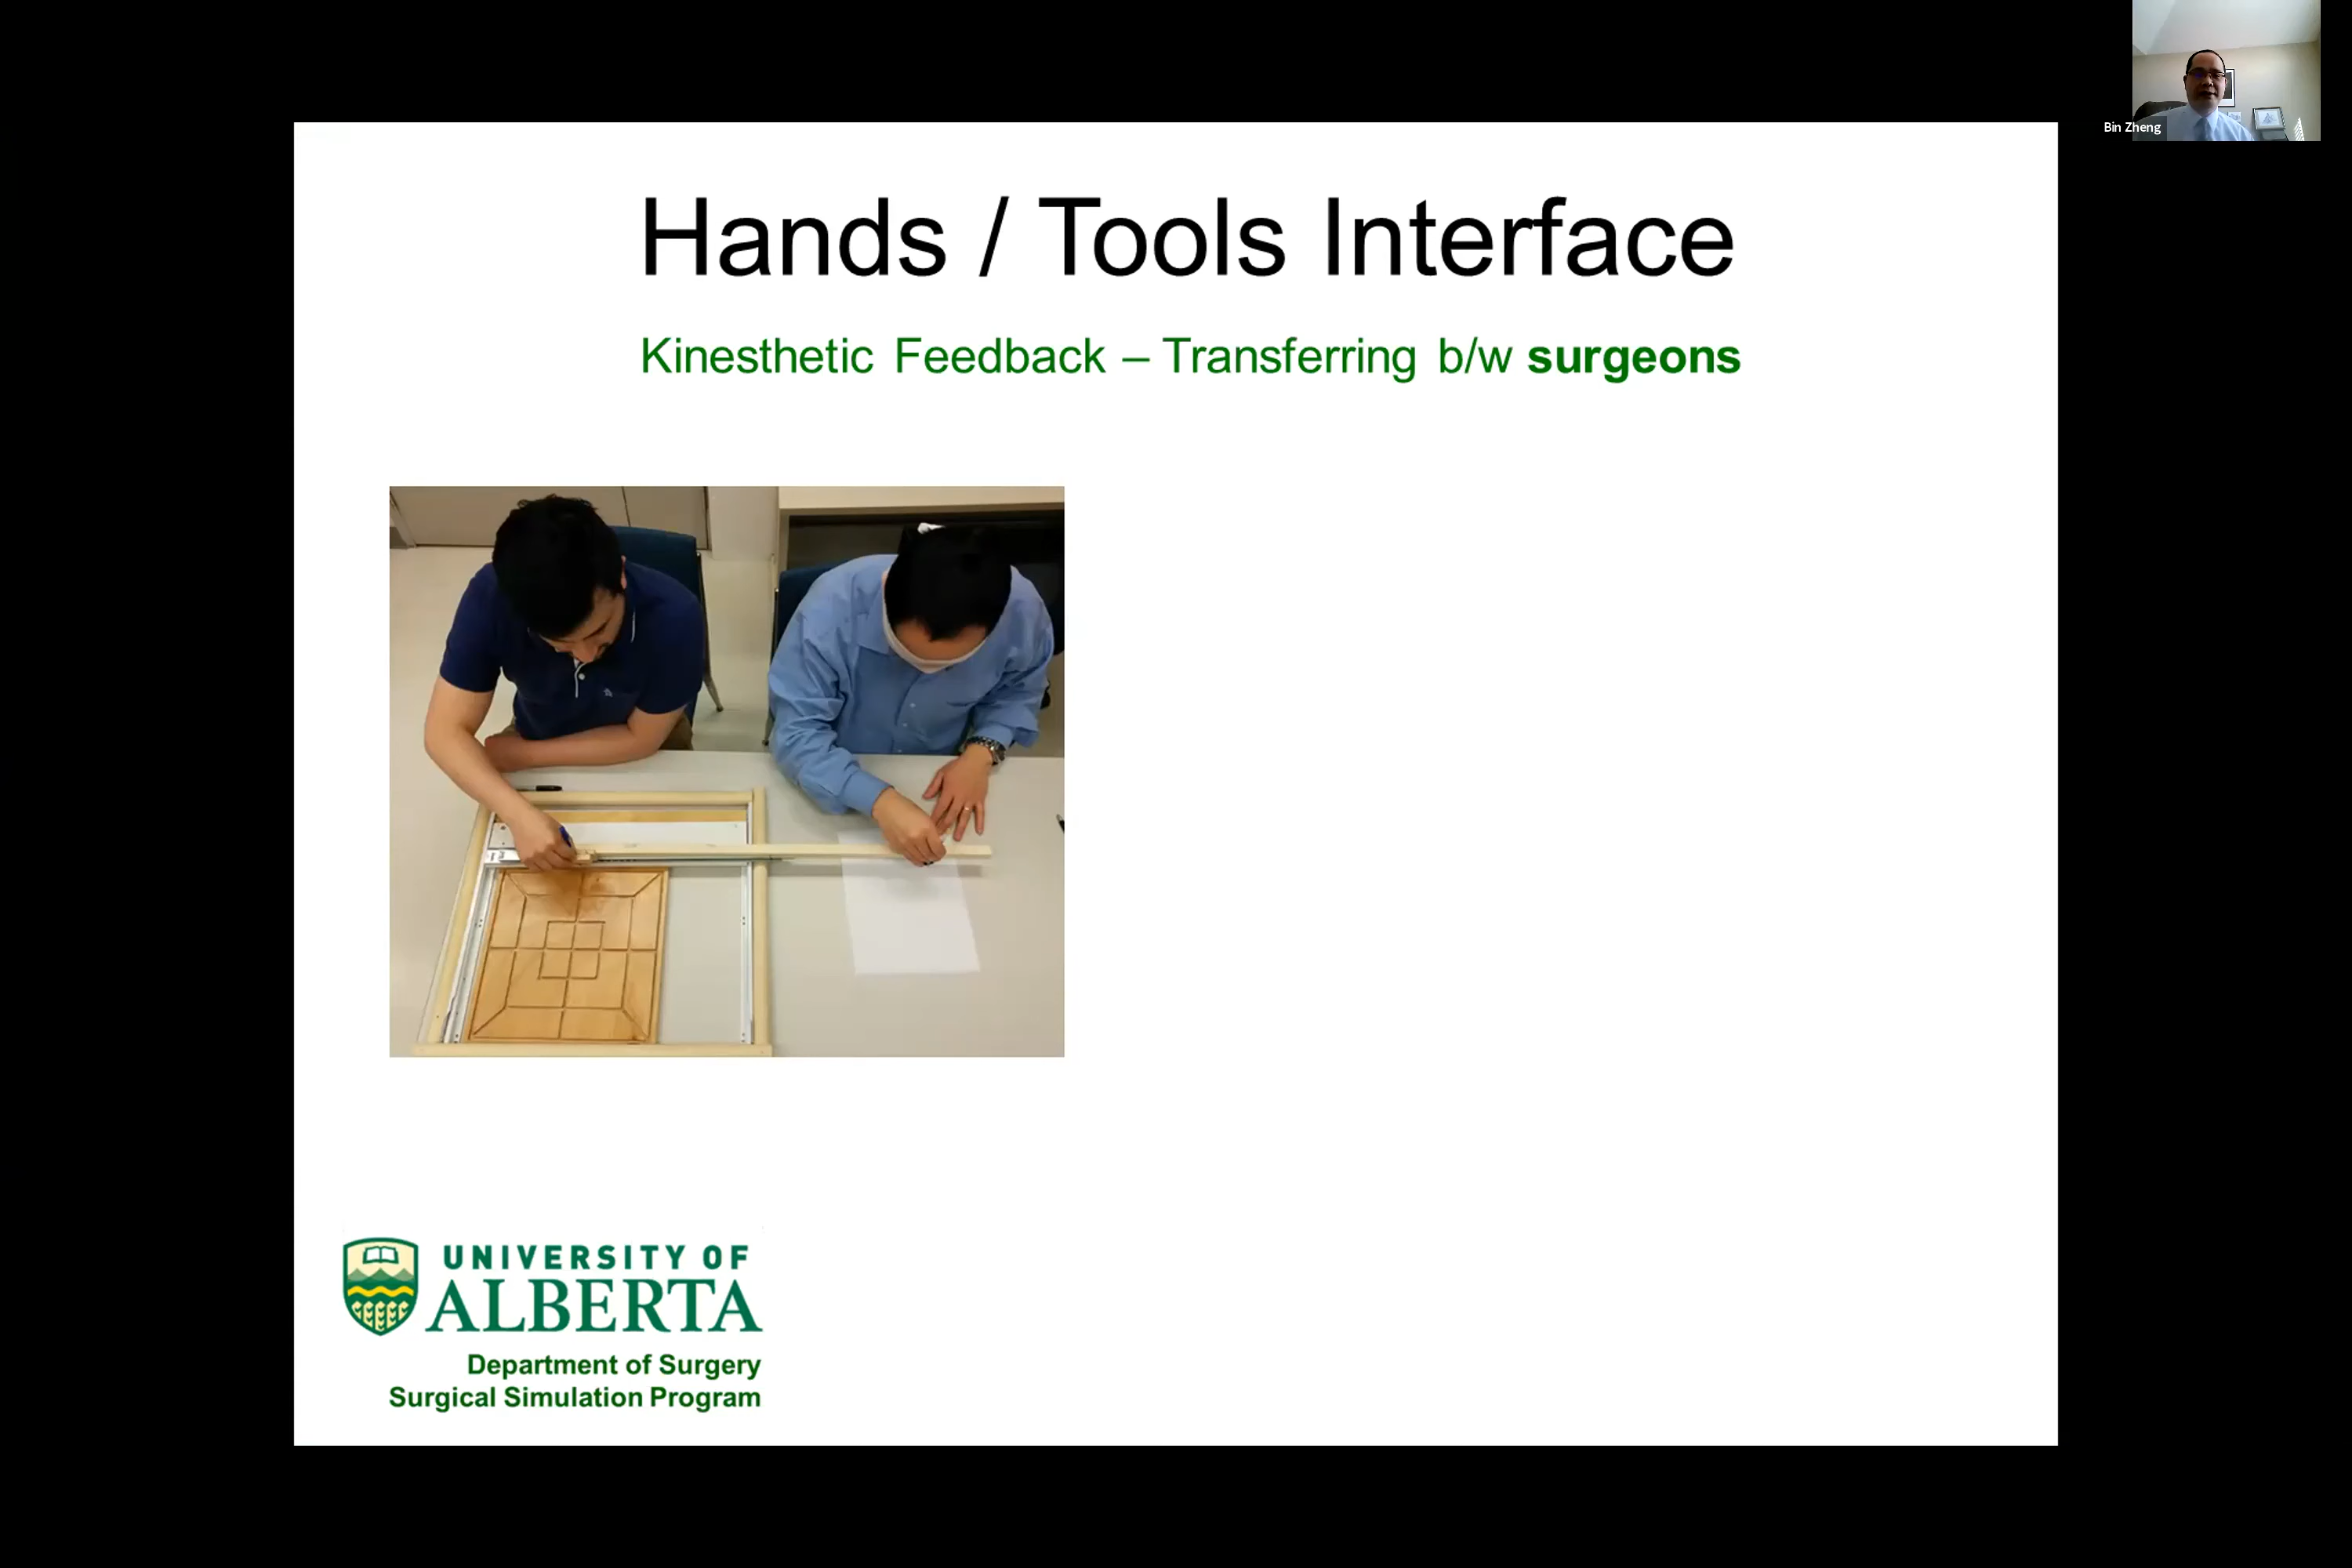 Bin Zheng
Hands / Tools Interface
Kinesthetic Feedback – Transferring b/w surgeons
UNIVERSITY OF
ALBERTA
Department of Surgery
Surgical Simulation Program